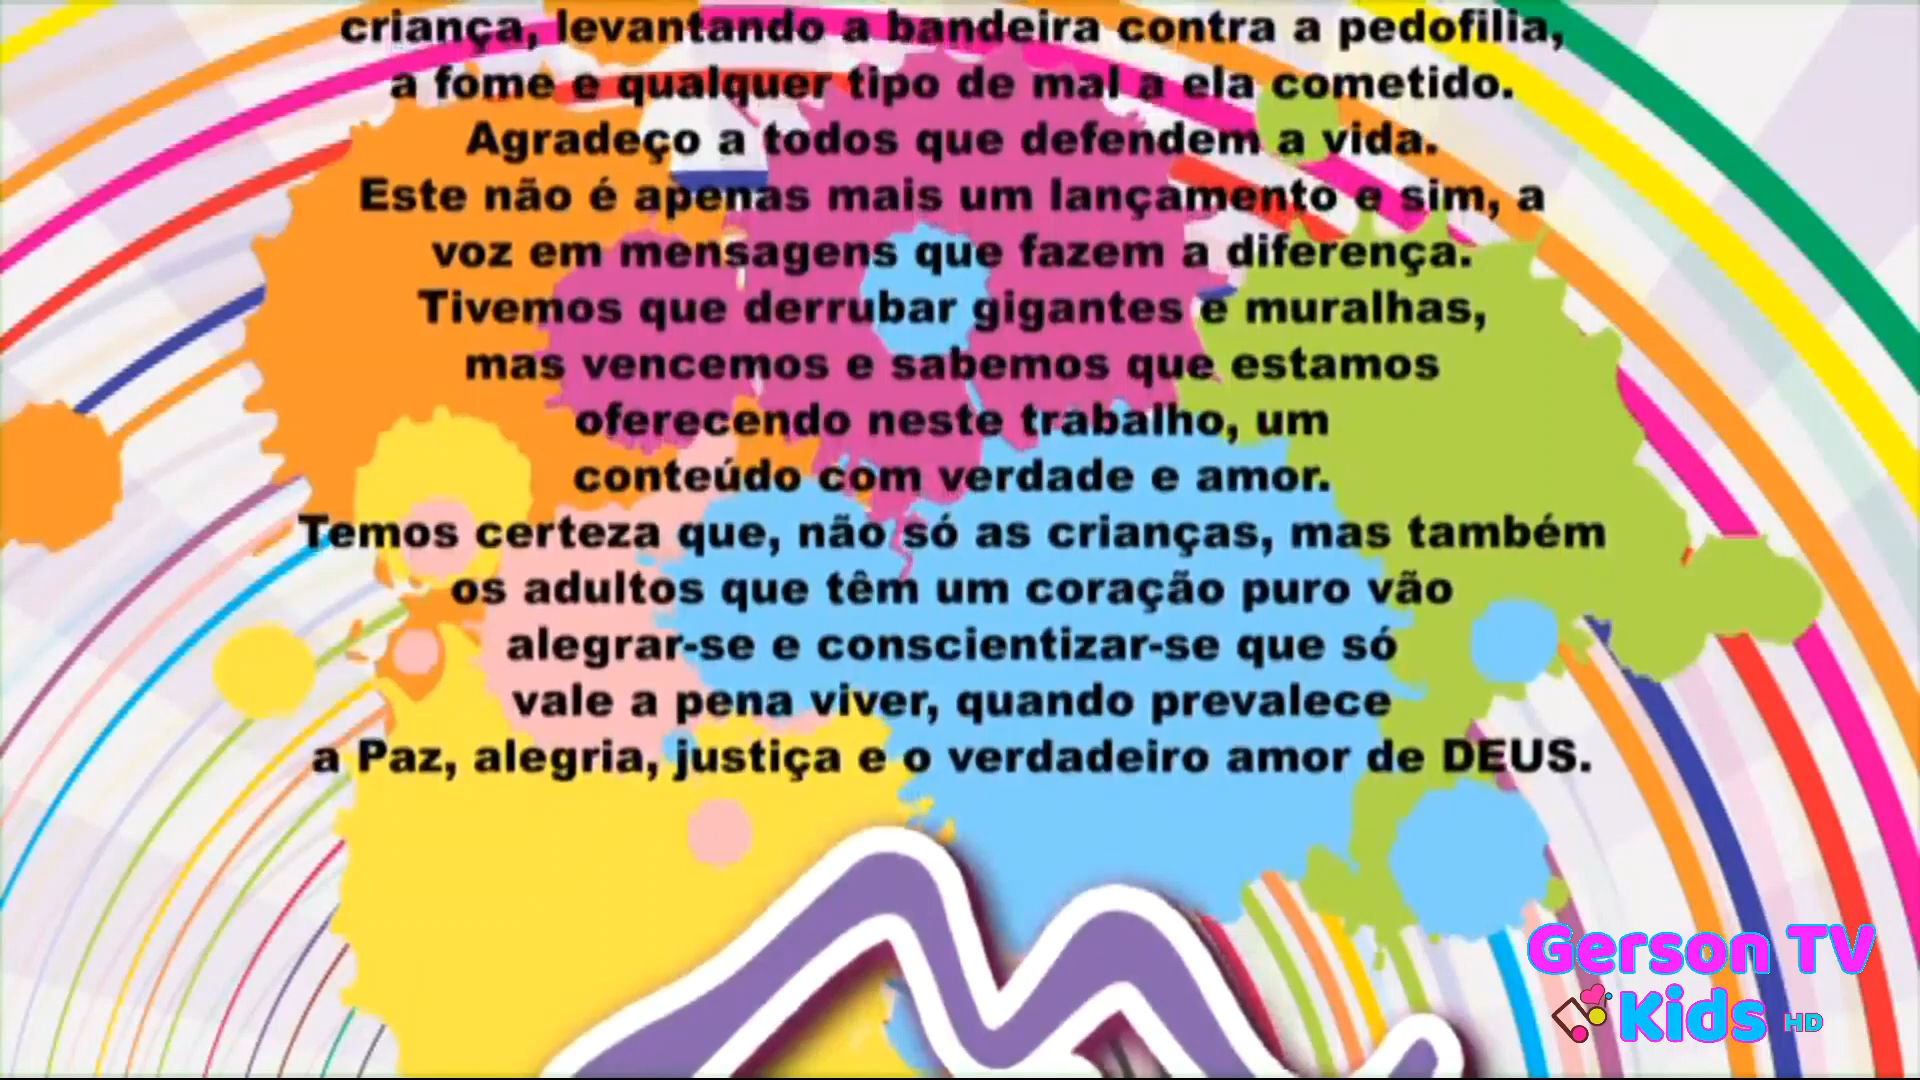 criança, levantando a bandeira contra a pedofilia,
a fome e qualquer tipo de mal a ela cometido.
Agradeço a todos que defendem a vida.
Este não é apenas mais um lançamento e sim, a
voz em mensagens que fazem a diferença.
Tivemos que derrubar gigantes e muralhas,
mas vencemos e sabemos que estamos
oferecendo neste trabalho, um
conteúdo com verdade e amor.
Temos certeza que, não só as crianças, mas também
os adultos que têm um coração puro vão
alegrar-se e conscientizar-se que só
vale a pena viver, quando prevalece
a Paz, alegria, justiça e o verdadeiro amor de DEUS.
Gerson TV
Kids HD